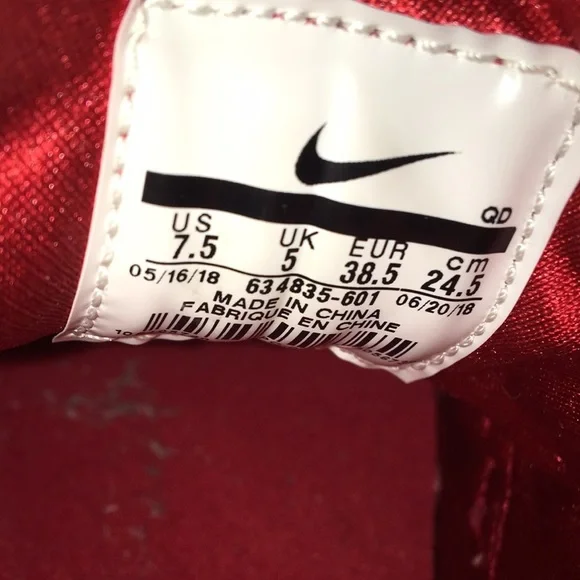 QD
US UK EUR cm
7.5 5 38.5 24.5
05/16/18 634835-601 06/20/18
MADE IN CHINA
FABRIQUE EN CHINE